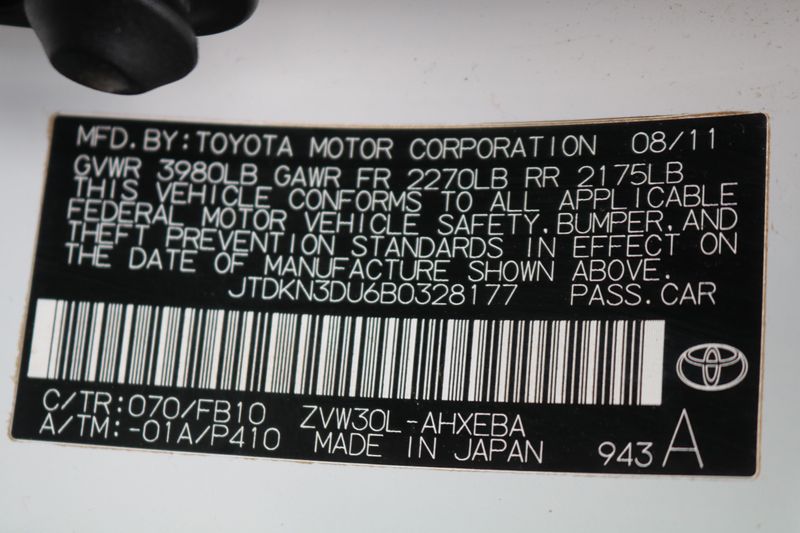 MFD.BY:TOYOTA MOTOR CORPORATION 08/11
GVWR 3980LB GAWR FR 2270LB RR 2175LB
THIS VEHICLE CONFORMS TO ALL APPLICABLE
FEDERAL MOTOR VEHICLE SAFETY,BUMPER,AND
THEFT PREVENTION STANDARDS IN EFFECT ON
THE DATE OF MANUFACTURE SHOWN ABOVE.
JTDKN3DU6B0328177 PASS.CAR
C/TR:070/FB10 ZVW30L-AHXEBA
A/TM:-01A/P410 MADE IN JAPAN 943 A